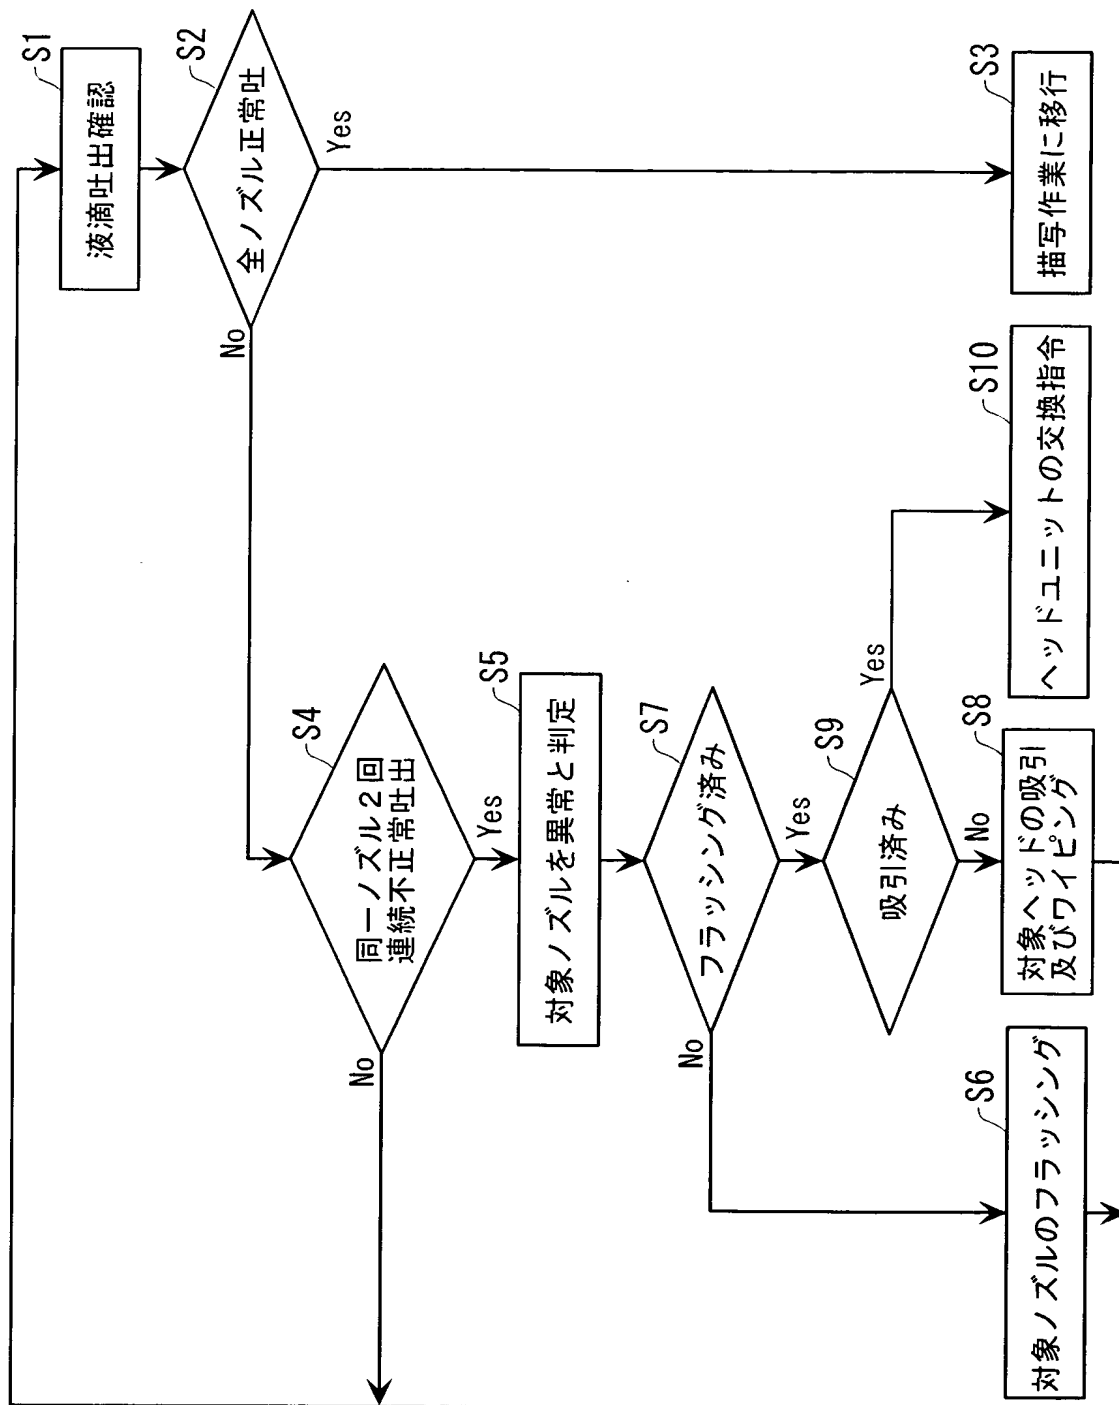 S1
液滴吐出確認
S2
全ノズル正常吐
Yes
No
S3
描写作業に移行
S4
同一ノズル2回
連続不正常吐出
No
Yes
S5
対象ノズルを異常と判定
S7
フラッシング済み
No
Yes
S9
吸引済み
Yes
No
S6
対象ノズルのフラッシング
S8
対象ヘッドの吸引
及びワイピング
S10
ヘッドユニットの交換指令